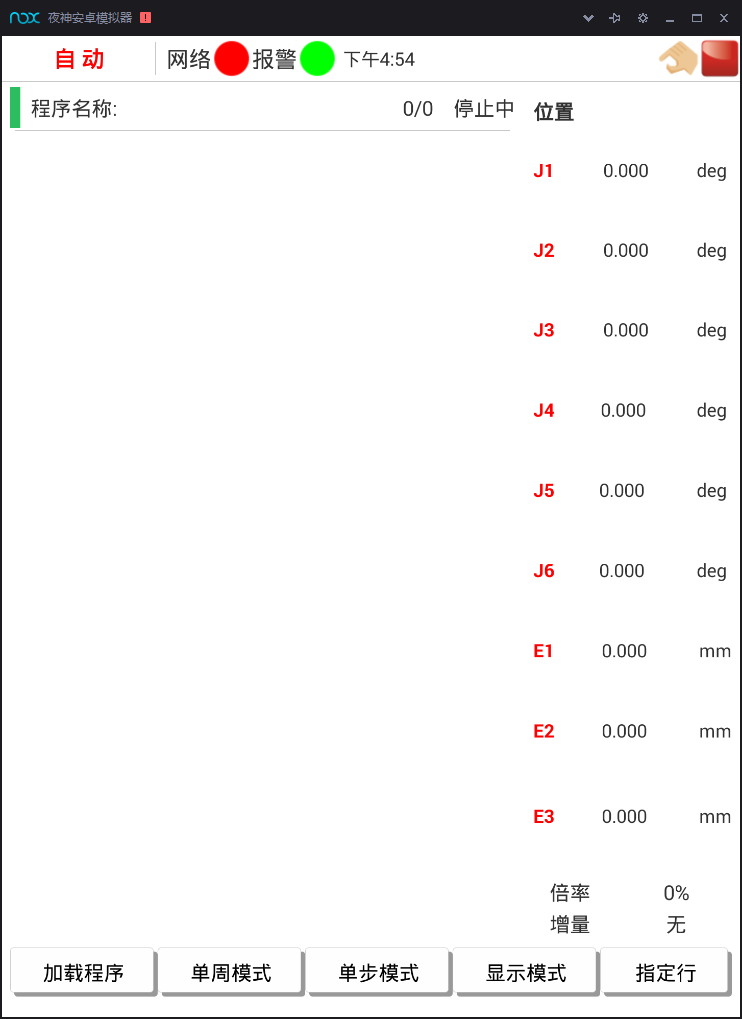 nox 夜神安卓模拟器
自 动 网络 报警 下午4:54
程序名称: 0/0 停止中
位置
J1 0.000 deg
J2 0.000 deg
J3 0.000 deg
J4 0.000 deg
J5 0.000 deg
J6 0.000 deg
E1 0.000 mm
E2 0.000 mm
E3 0.000 mm
倍率 0%
增量 无
加载程序 单周模式 单步模式 显示模式 指定行